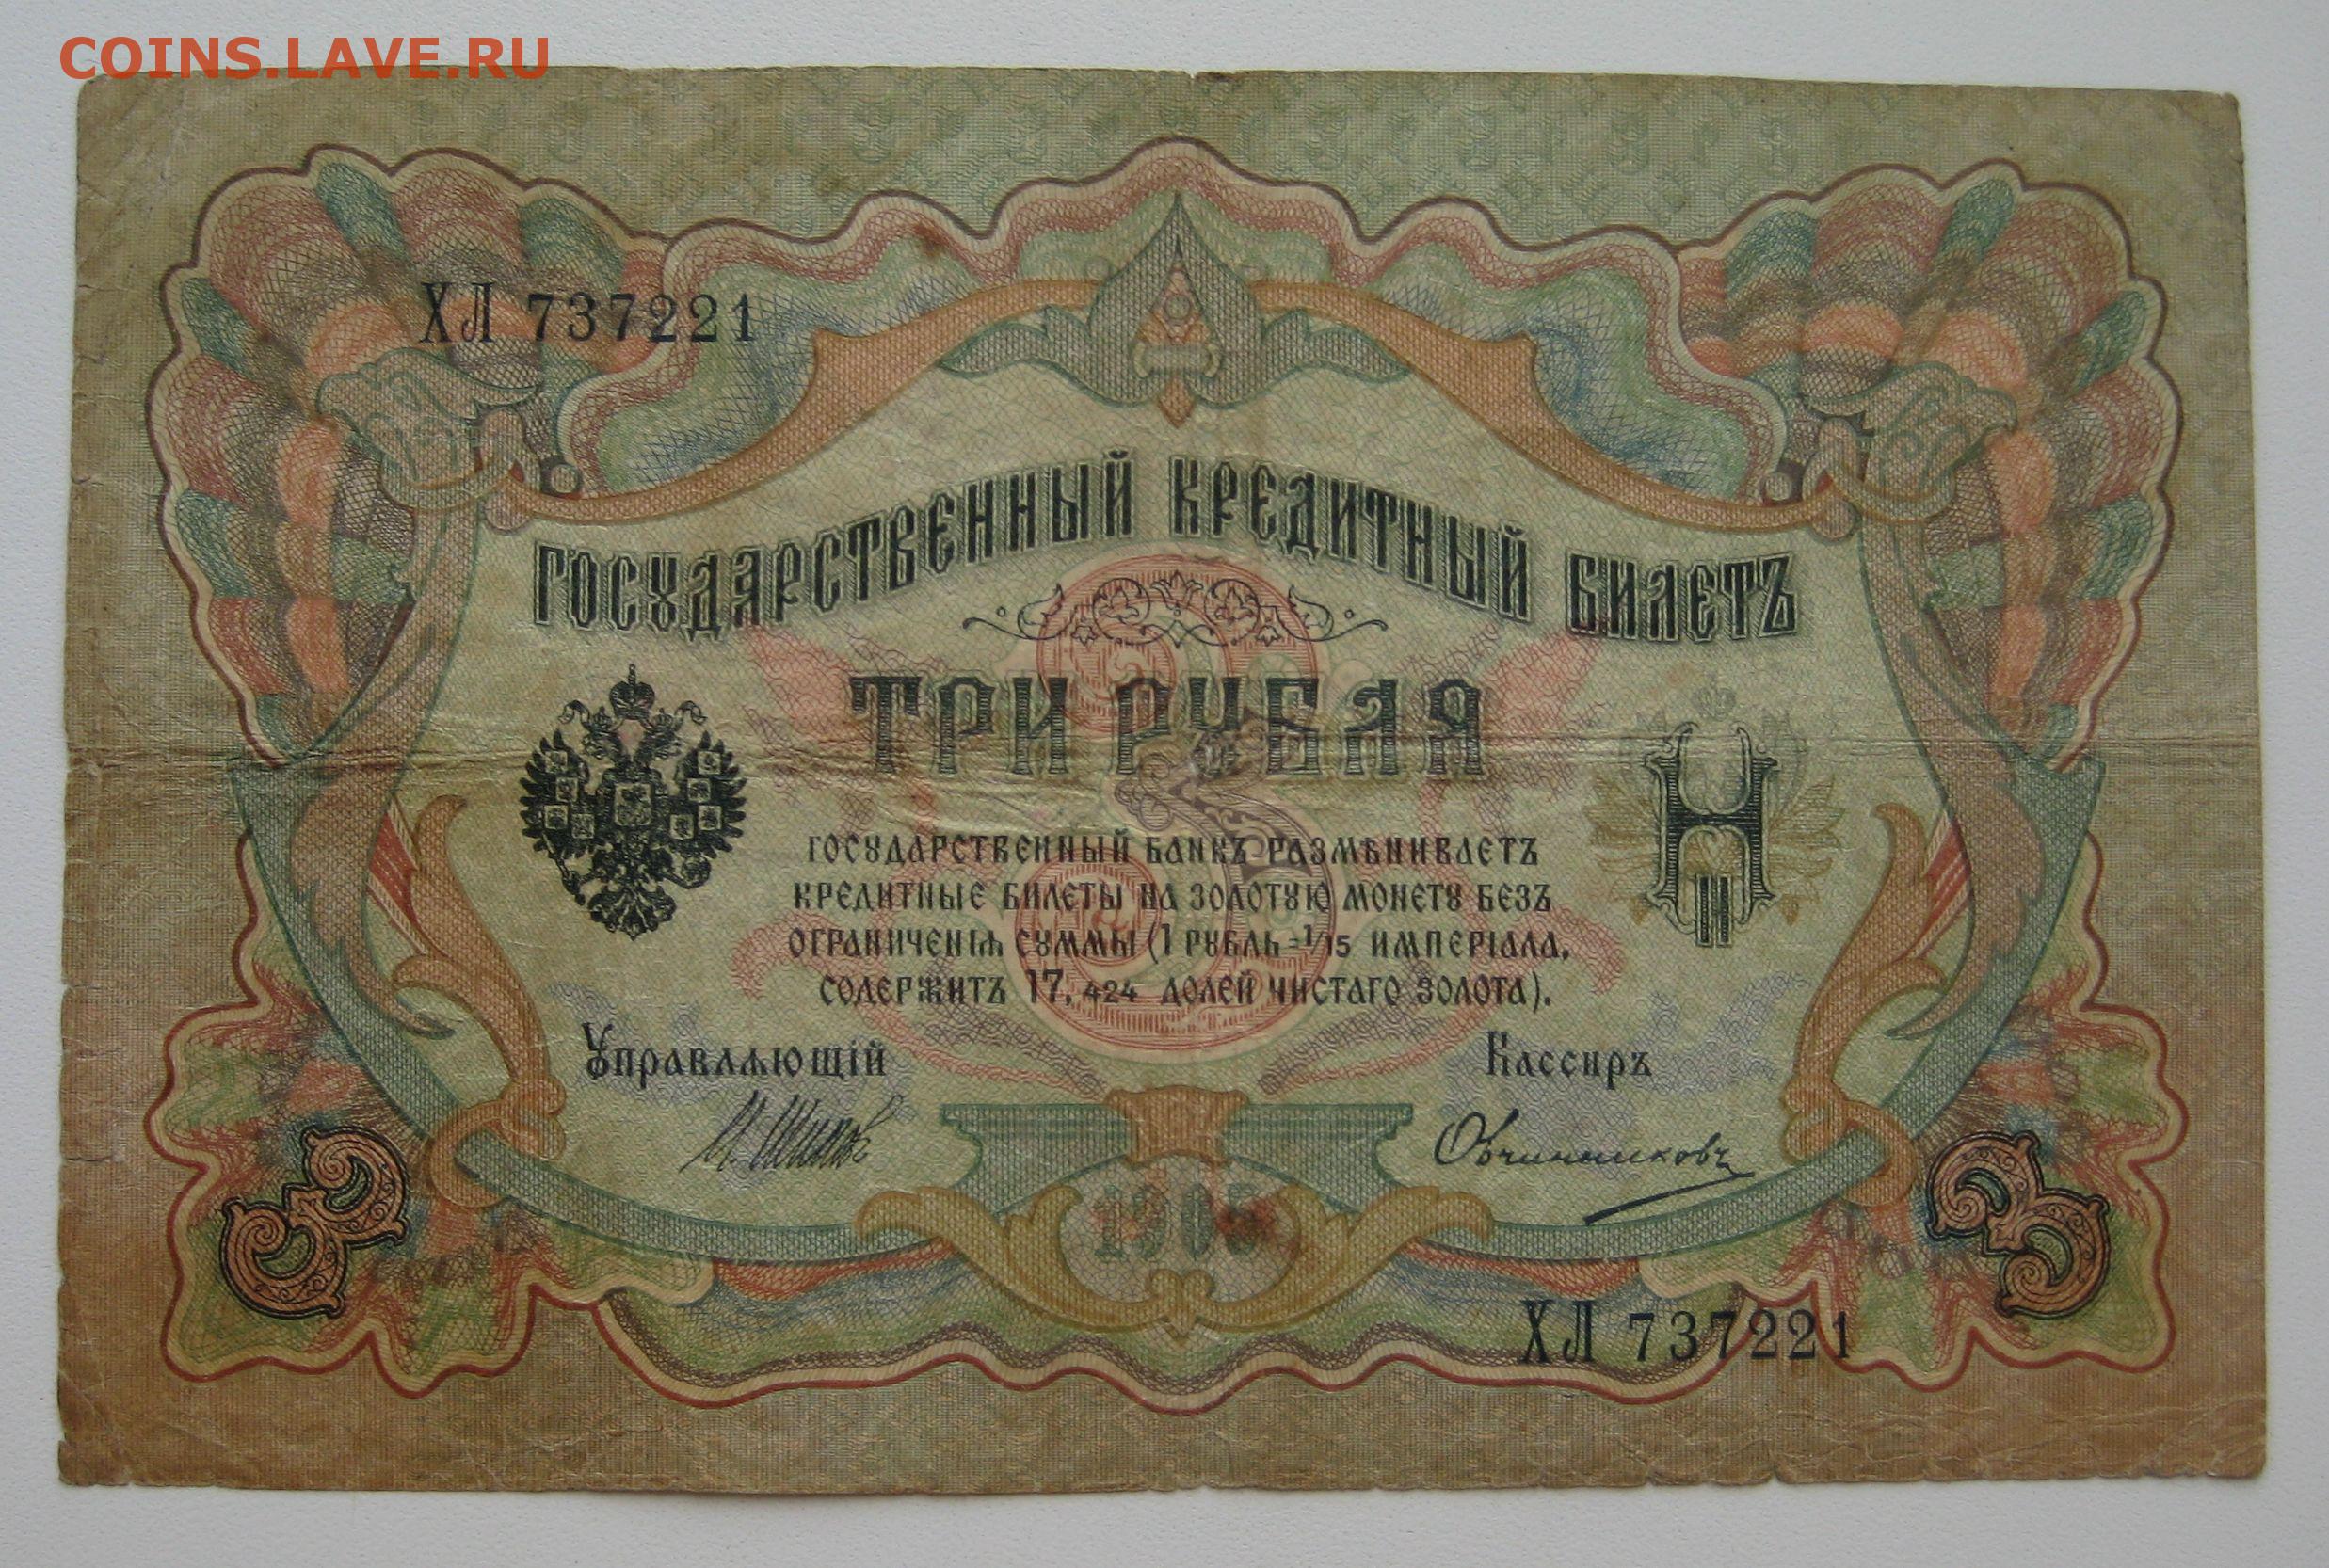 COINS.LAVE.RU
ХЛ 737221
ГОСУДАРСТВЕННЫЙ КРЕДИТНЫЙ БИЛЕТЪ
ТРИ РУБЛЯ
ГОСУДАРСТВЕННЫЙ БАНКЪ РАЗМѢНИВАЕТЪ
КРЕДИТНЫЕ БИЛЕТЫ НА ЗОЛОТУЮ МОНЕТУ БЕЗЪ
ОГРАНИЧЕНІЯ СУММЫ (1 РУБЛЬ = 1/15 ИМПЕРІАЛА,
СОДЕРЖИТЪ 17,424 ДОЛЕЙ ЧИСТАГО ЗОЛОТА).
Управляющій Кассиръ
И. Шипов Овчинниковъ
3 1905 3
ХЛ 737221